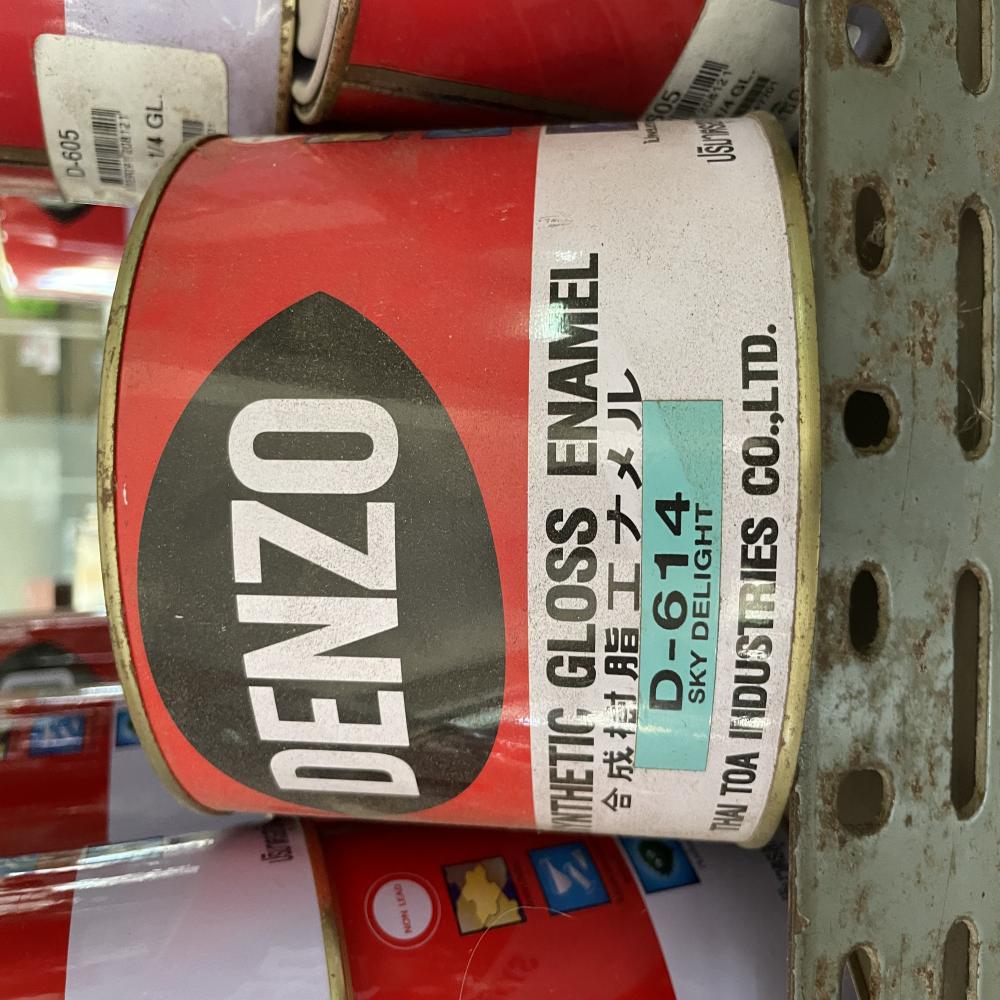 DENZO
SYNTHETIC GLOSS ENAMEL
合成樹脂エナメル
D-614
SKY DELIGHT
THAI TOA INDUSTRIES CO.,LTD.
D-605
1/4 GL.
NON LEAD